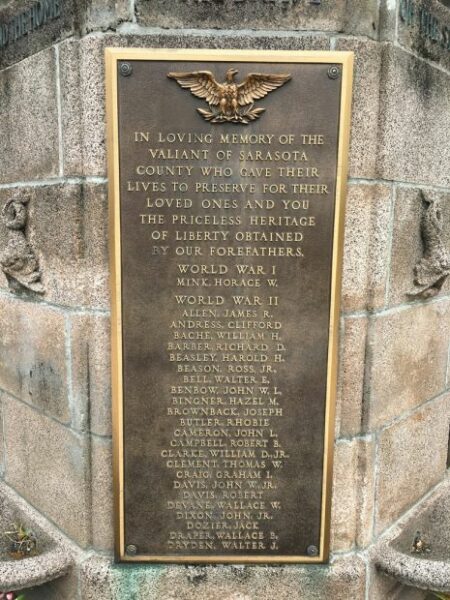 THE HOME
OF THE S
IN LOVING MEMORY OF THE
VALIANT OF SARASOTA
COUNTY WHO GAVE THEIR
LIVES TO PRESERVE FOR THEIR
LOVED ONES AND YOU
THE PRICELESS HERITAGE
OF LIBERTY OBTAINED
BY OUR FOREFATHERS.
WORLD WAR I
MINK, HORACE W.
WORLD WAR II
ALLEN, JAMES R.
ANDRESS, CLIFFORD
BACHE, WILLIAM H.
BARBER, RICHARD D.
BEASLEY, HAROLD H.
BEASON, ROSS, JR.
BELL, WALTER E.
BENBOW, JOHN W. L.
BINGNER, HAZEL M.
BROWNBACK, JOSEPH
BUTLER, RHOBIE
CAMERON, JOHN L.
CAMPBELL, ROBERT B.
CLARKE, WILLIAM D., JR.
CLEMENT, THOMAS W.
CRAIG, GRAHAM I.
DAVIS, JOHN W., JR.
DAVIS, ROBERT
DEVANE, WALLACE W.
DIXON, JOHN, JR.
DOZIER, JACK
DRAPER, WALLACE B.
DRYDEN, WALTER J.